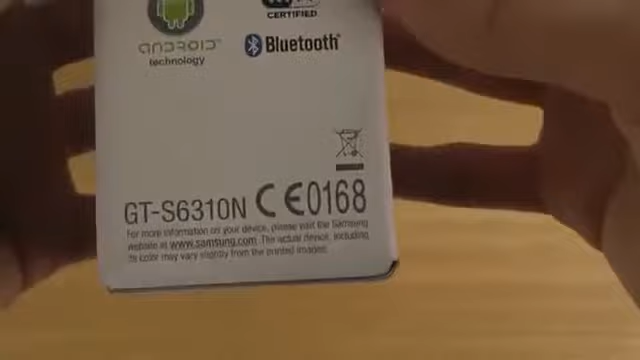 CERTIFIED
ANDROID™
Bluetooth®
technology
GT-S6310N CE0168
For more information on your device, please visit the Samsung
website at www.samsung.com. The actual device, including
its color may vary slightly from the printed images.